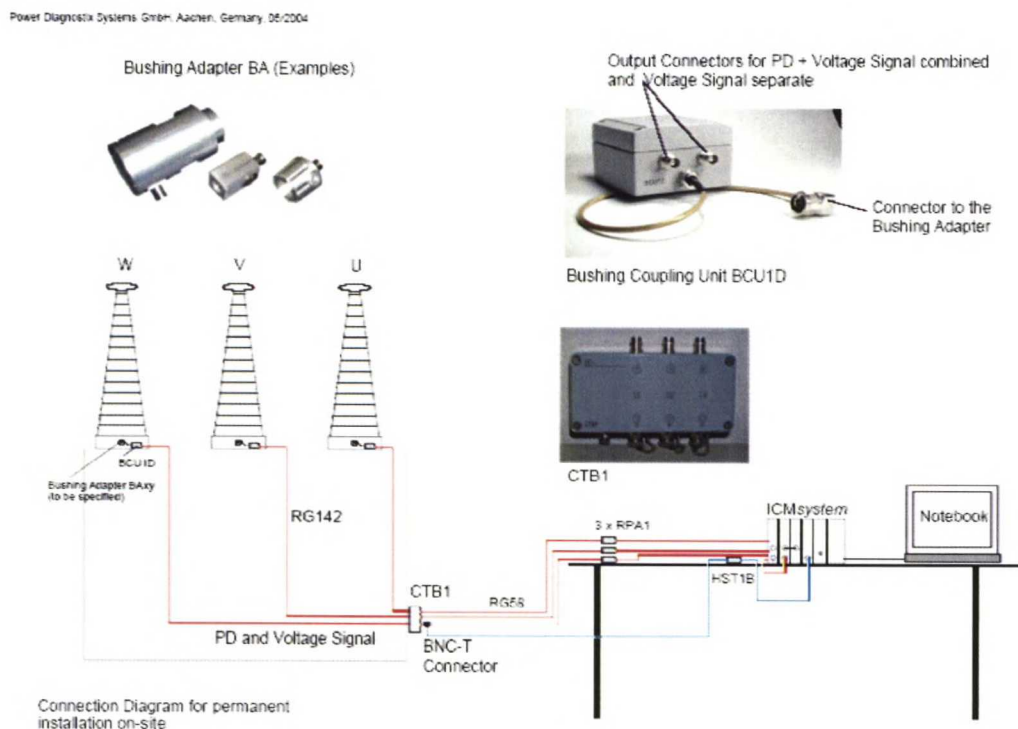 Power Diagnostix Systems GmbH, Aachen, Germany, 06/2004
Bushing Adapter BA (Examples)
Output Connectors for PD + Voltage Signal combined
and Voltage Signal separate
Connector to the
Bushing Adapter
Bushing Coupling Unit BCU1D
W
V
U
CTB1
BCU1D
Bushing Adapter BAxy
(to be specified)
RG142
3 x RPA1
ICMsystem
Notebook
HST1B
CTB1
RG58
PD and Voltage Signal
BNC-T
Connector
Connection Diagram for permanent
installation on-site